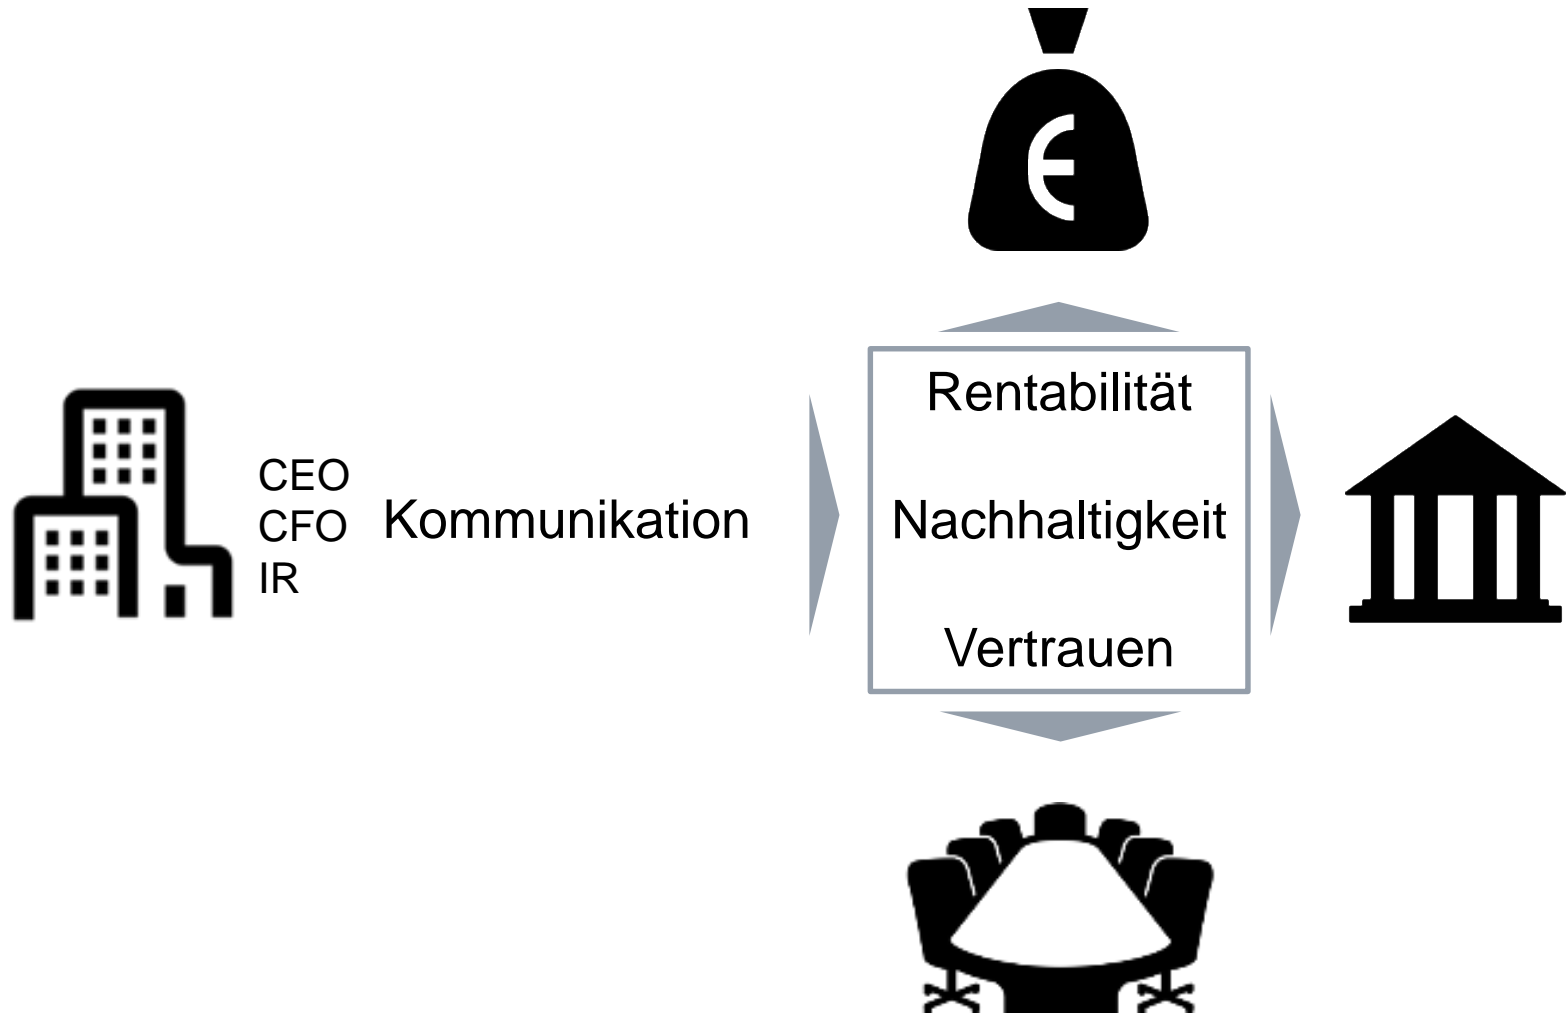 CEO
CFO
IR
Kommunikation
Rentabilität
Nachhaltigkeit
Vertrauen
€